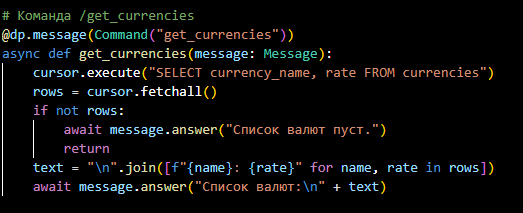 # Команда /get_currencies
@dp.message(Command("get_currencies"))
async def get_currencies(message: Message):
    cursor.execute("SELECT currency_name, rate FROM currencies")
    rows = cursor.fetchall()
    if not rows:
        await message.answer("Список валют пуст.")
        return
    text = "\n".join([f"{name}: {rate}" for name, rate in rows])
    await message.answer("Список валют:\n" + text)